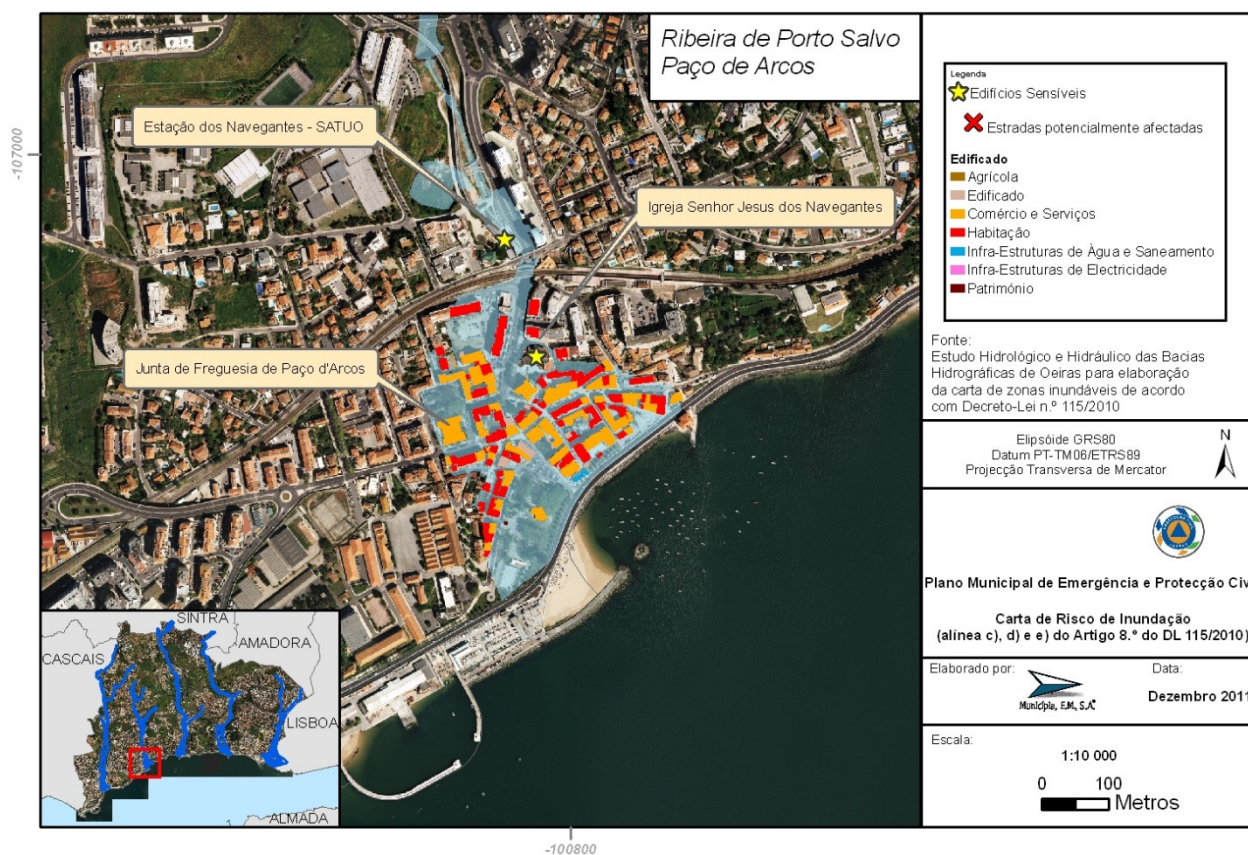 Ribeira de Porto Salvo
Paço de Arcos
Estação dos Navegantes - SATUO
Igreja Senhor Jesus dos Navegantes
Junta de Freguesia de Paço d'Arcos
-107000
-100800
SINTRA
AMADORA
CASCAIS
LISBOA
ALMADA
Legenda
Edifícios Sensíveis
Estradas potencialmente afectadas
Edificado
Agrícola
Edificado
Comércio e Serviços
Habitação
Infra-Estruturas de Àgua e Saneamento
Infra-Estruturas de Electricidade
Património
Fonte:
Estudo Hidrológico e Hidráulico das Bacias
Hidrográficas de Oeiras para elaboração
da carta de zonas inundáveis de acordo
com Decreto-Lei n.º 115/2010
Elipsóide GRS80
Datum PT-TM06/ETRS89
Projecção Transversa de Mercator
N
Plano Municipal de Emergência e Protecção Civ
Carta de Risco de Inundação
(alínea c), d) e e) do Artigo 8.º do DL 115/2010)
Elaborado por:
Municípia, E.M., S.A.
Data:
Dezembro 2011
Escala:
1:10 000
0 100
Metros